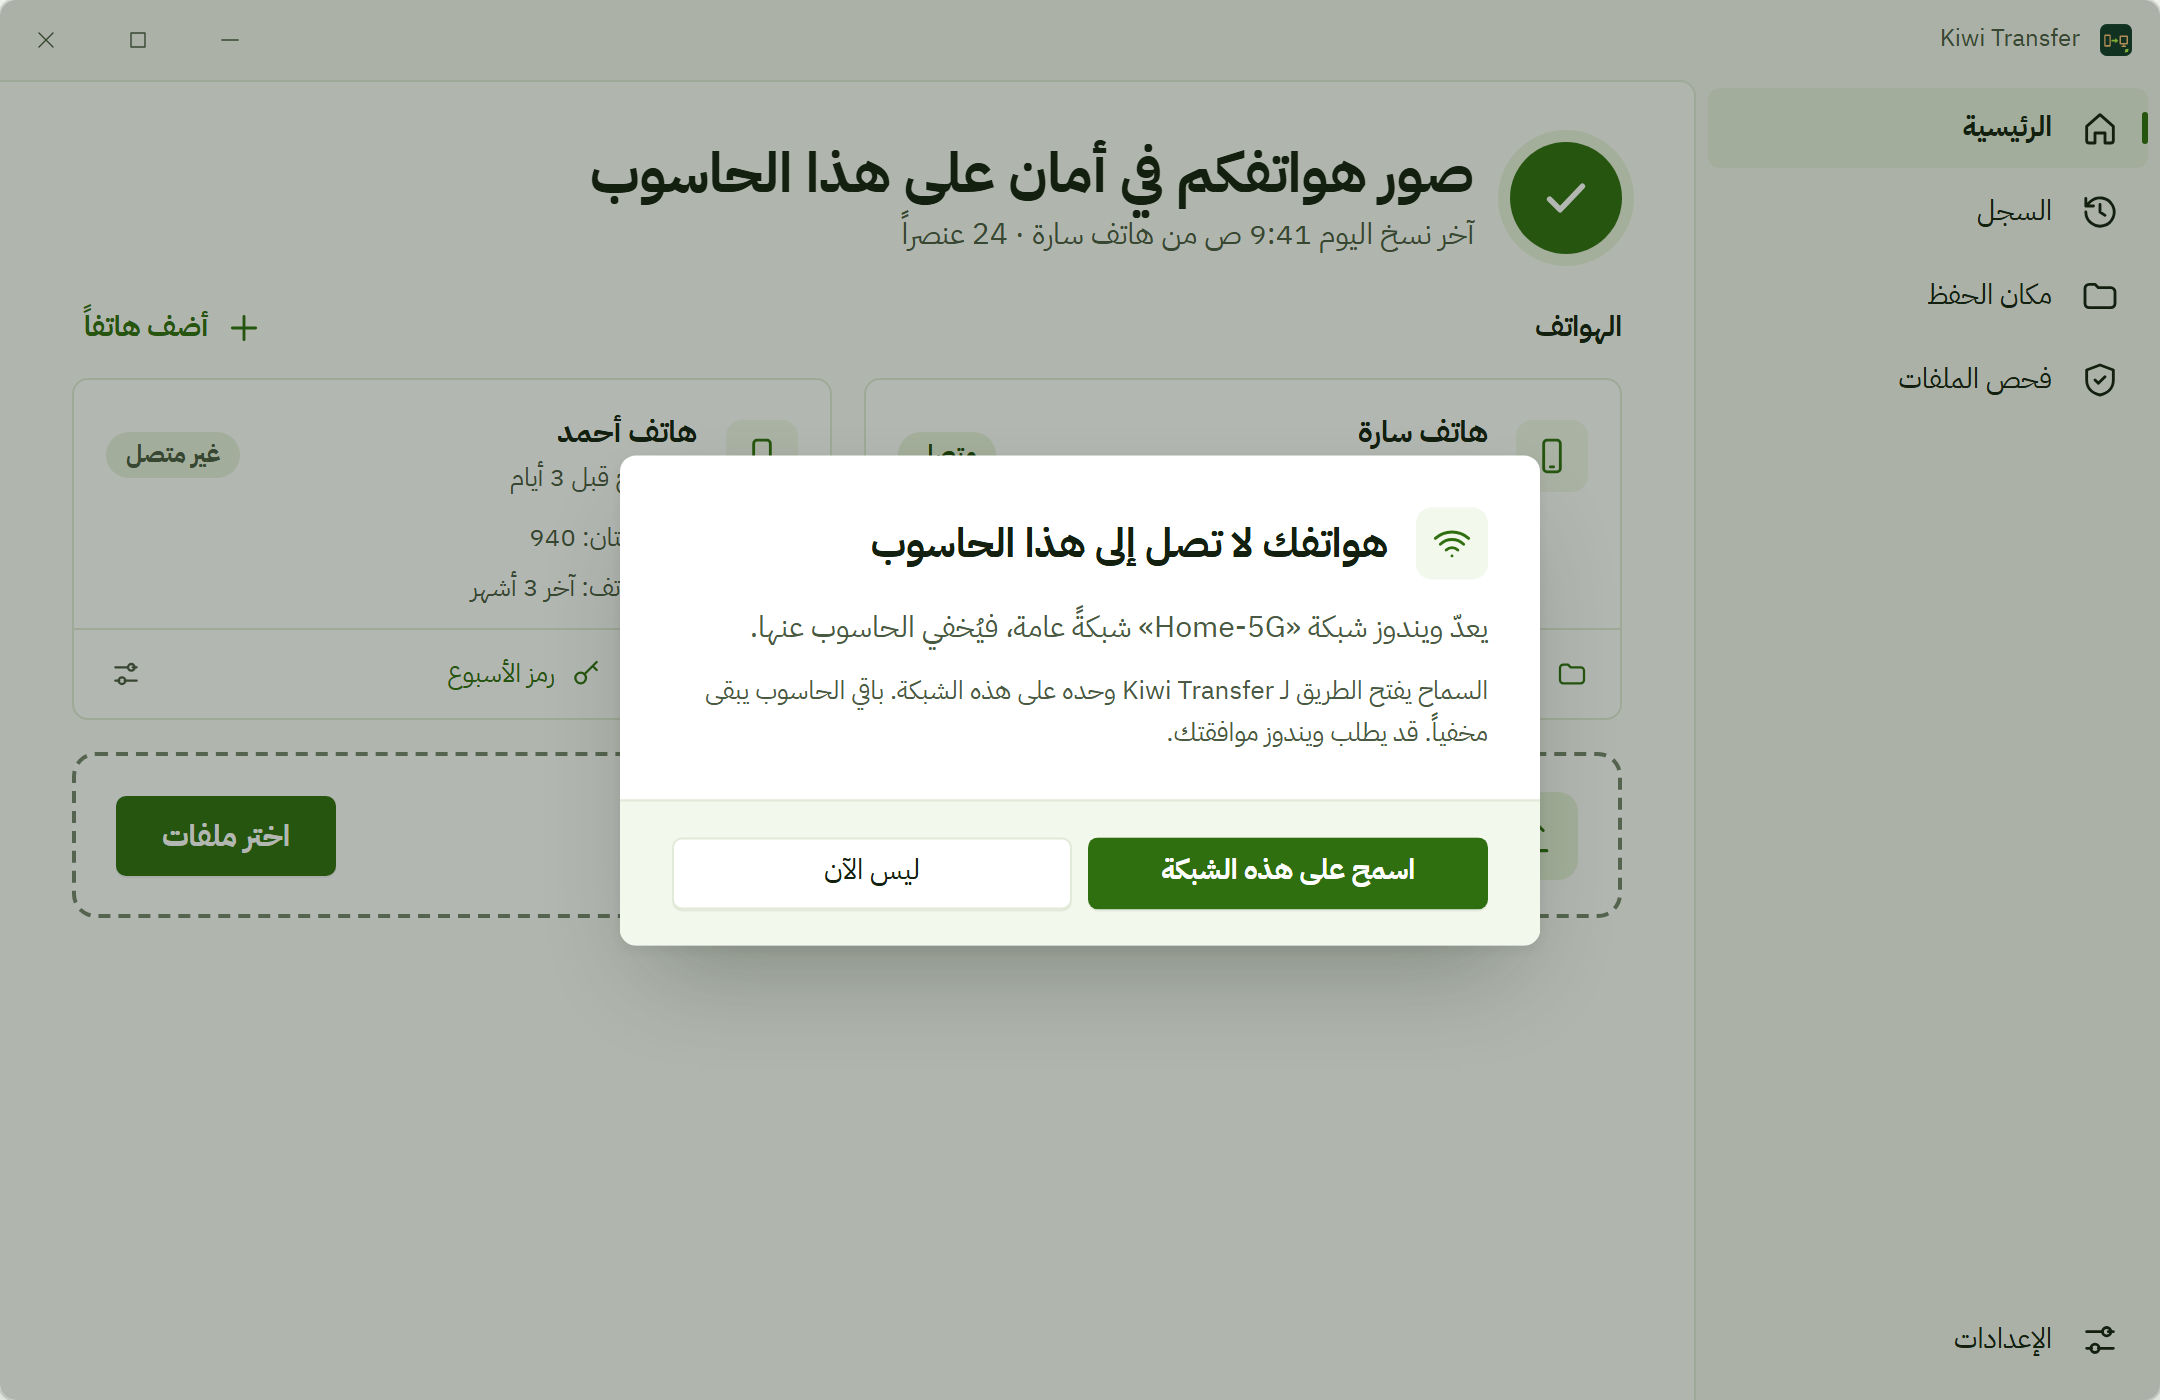 Kiwi Transfer
الرئيسية
السجل
مكان الحفظ
فحص الملفات
الإعدادات
صور هواتفكم في أمان على هذا الحاسوب
آخر نسخ اليوم 9:41 ص من هاتف سارة · 24 عنصراً
الهواتف
أضف هاتفاً
هاتف سارة
متصل
هاتف أحمد
غير متصل
قبل 3 أيام
940
آخر 3 أشهر
رمز الأسبوع
هواتفك لا تصل إلى هذا الحاسوب
يعدّ ويندوز شبكة «Home-5G» شبكةً عامة، فيُخفي الحاسوب عنها.
السماح يفتح الطريق لـ Kiwi Transfer وحده على هذه الشبكة. باقي الحاسوب يبقى
مخفياً. قد يطلب ويندوز موافقتك.
اسمح على هذه الشبكة
ليس الآن
اختر ملفات